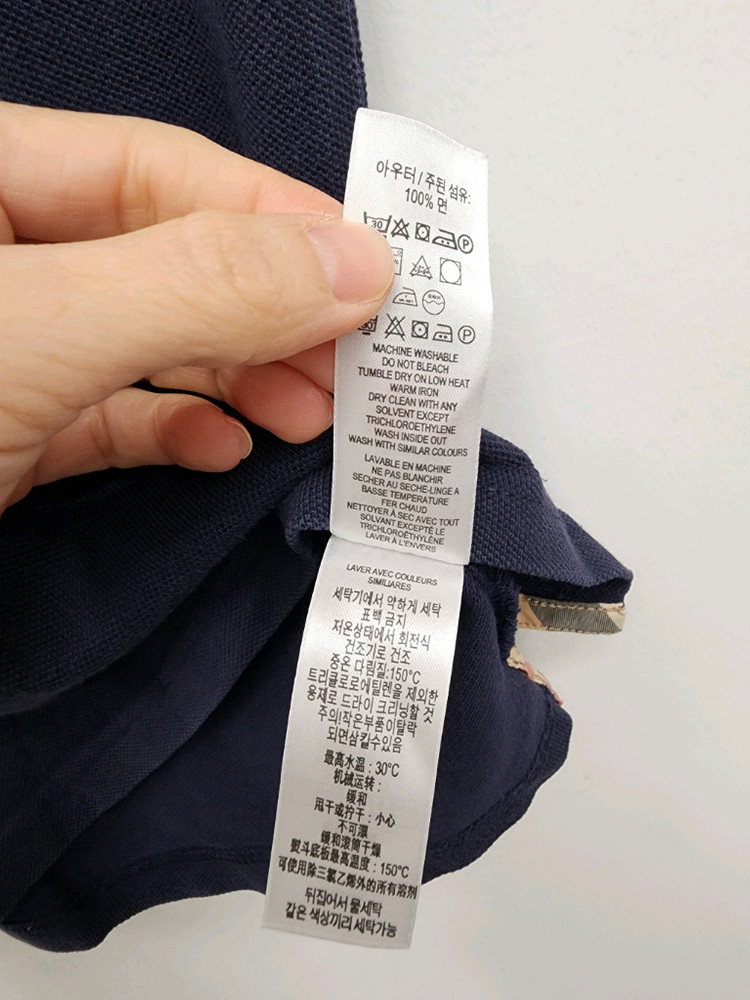 아우터 / 주된 섬유:
100% 면
30
P
P
MACHINE WASHABLE
DO NOT BLEACH
TUMBLE DRY ON LOW HEAT
WARM IRON
DRY CLEAN WITH ANY
SOLVENT EXCEPT
TRICHLOROETHYLENE
WASH INSIDE OUT
WASH WITH SIMILAR COLOURS
LAVABLE EN MACHINE
NE PAS BLANCHIR
SECHER AU SECHE-LINGE A
BASSE TEMPERATURE
FER CHAUD
NETTOYER À SEC AVEC TOUT
SOLVANT EXCEPTÉ LE
TRICHLOROÉTHYLÈNE
LAVER À L'ENVERS
LAVER AVEC COULEURS
SIMILIARES
세탁기에서 약하게 세탁
표백 금지
저온상태에서 회전식
건조기로 건조
중온 다림질:150°C
트리클로로에틸렌을 제외한
용제로 드라이 크리닝할 것
주의!작은부품이탈락
되면삼킬수있음
最高水温 : 30°C
机械运转 :
缓和
甩干或拧干 : 小心
不可漂
缓和滚筒干燥
熨斗底板最高温度 : 150°C
可使用除三氯乙烯外的所有溶剂
뒤집어서 물세탁
같은 색상끼리 세탁가능